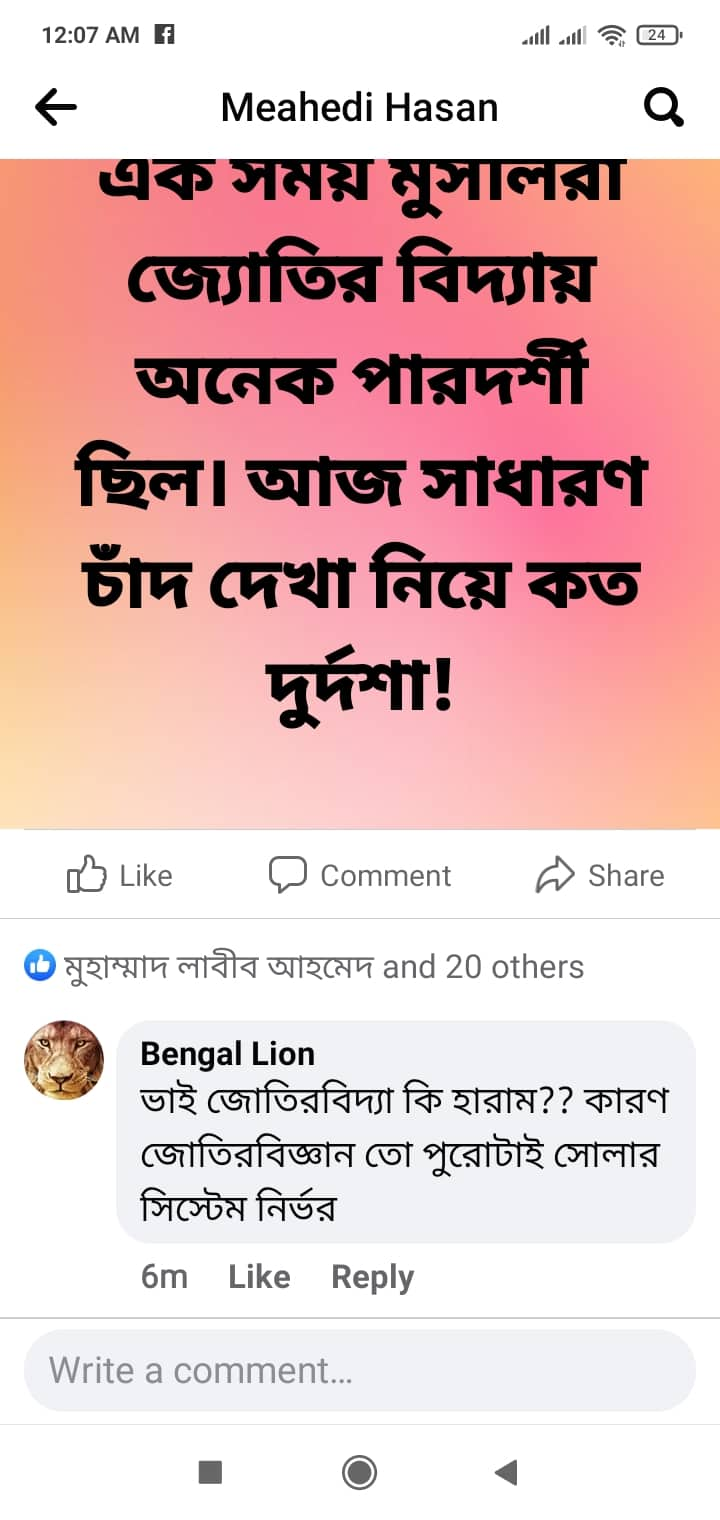 12:07 AM
24
Meahedi Hasan
এক সময় মুসলিমরা
জ্যোতির বিদ্যায়
অনেক পারদর্শী
ছিল। আজ সাধারণ
চাঁদ দেখা নিয়ে কত
দুর্দশা!
Like Comment Share
মুহাম্মাদ লাবীব আহমেদ and 20 others
Bengal Lion
ভাই জোতিরবিদ্যা কি হারাম?? কারণ
জোতিরবিজ্ঞান তো পুরোটাই সোলার
সিস্টেম নির্ভর
6m Like Reply
Write a comment...